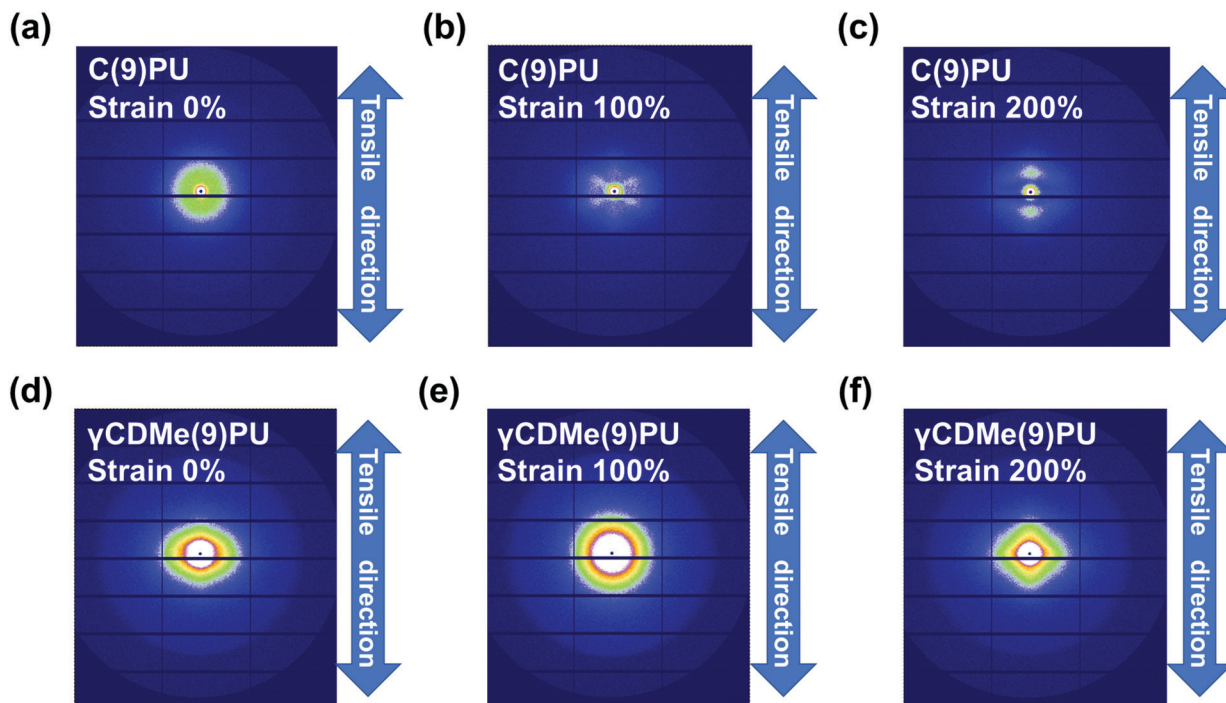 (a)
C(9)PU
Strain 0%
Tensile direction
(b)
C(9)PU
Strain 100%
Tensile direction
(c)
C(9)PU
Strain 200%
Tensile direction
(d)
γCDMe(9)PU
Strain 0%
Tensile direction
(e)
γCDMe(9)PU
Strain 100%
Tensile direction
(f)
γCDMe(9)PU
Strain 200%
Tensile direction